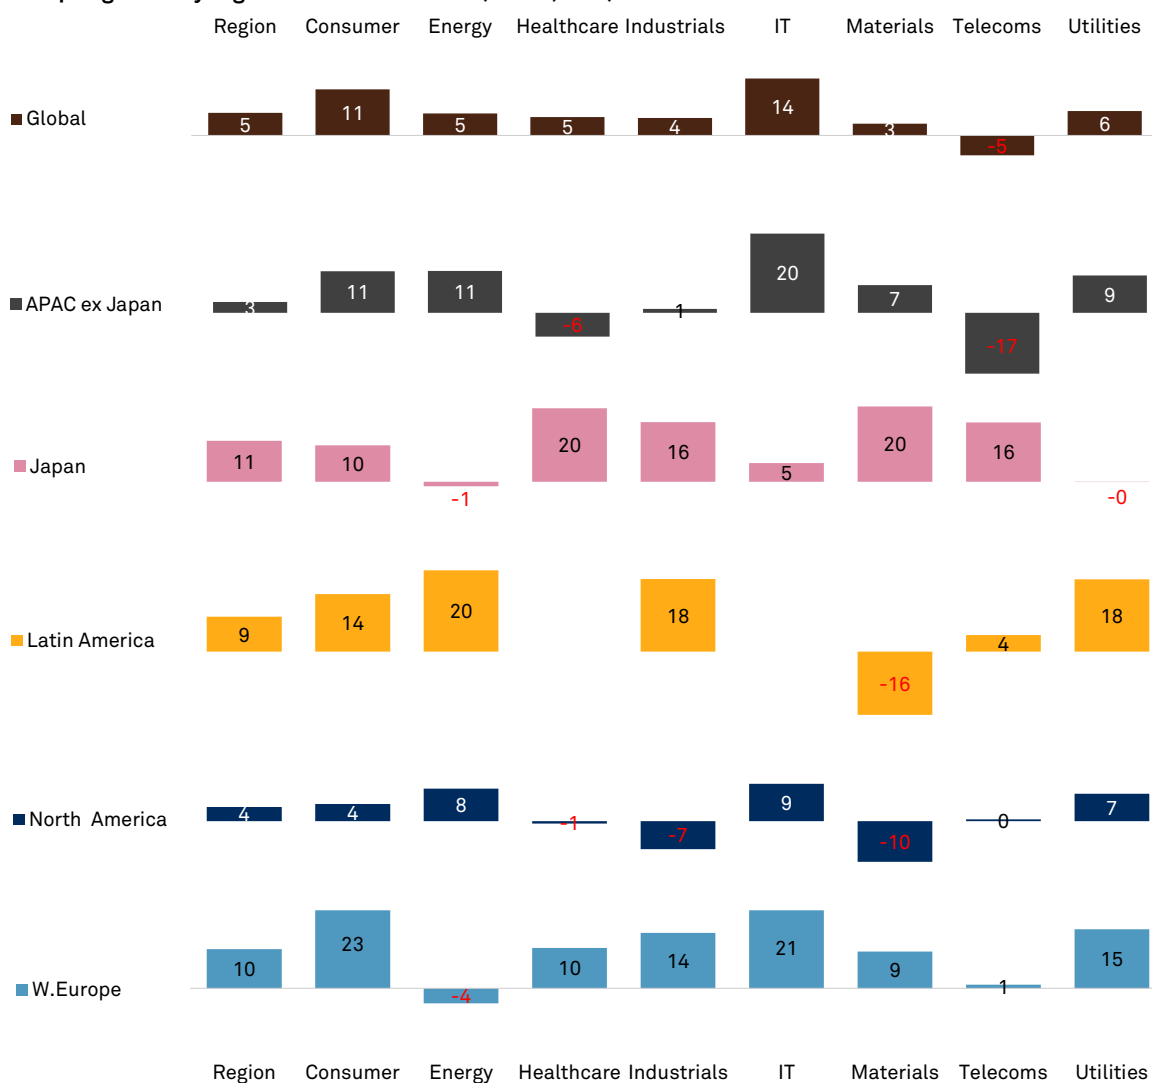 Region Consumer Energy Healthcare Industrials IT Materials Telecoms Utilities
Global 5 11 5 5 4 14 3 -5 6
APAC ex Japan 3 11 11 -6 1 20 7 -17 9
Japan 11 10 -1 20 16 5 20 16 -0
Latin America 9 14 20 18 -16 4 18
North America 4 4 8 -1 -7 9 -10 0 7
W.Europe 10 23 -4 10 14 21 9 1 15
Region Consumer Energy Healthcare Industrials IT Materials Telecoms Utilities